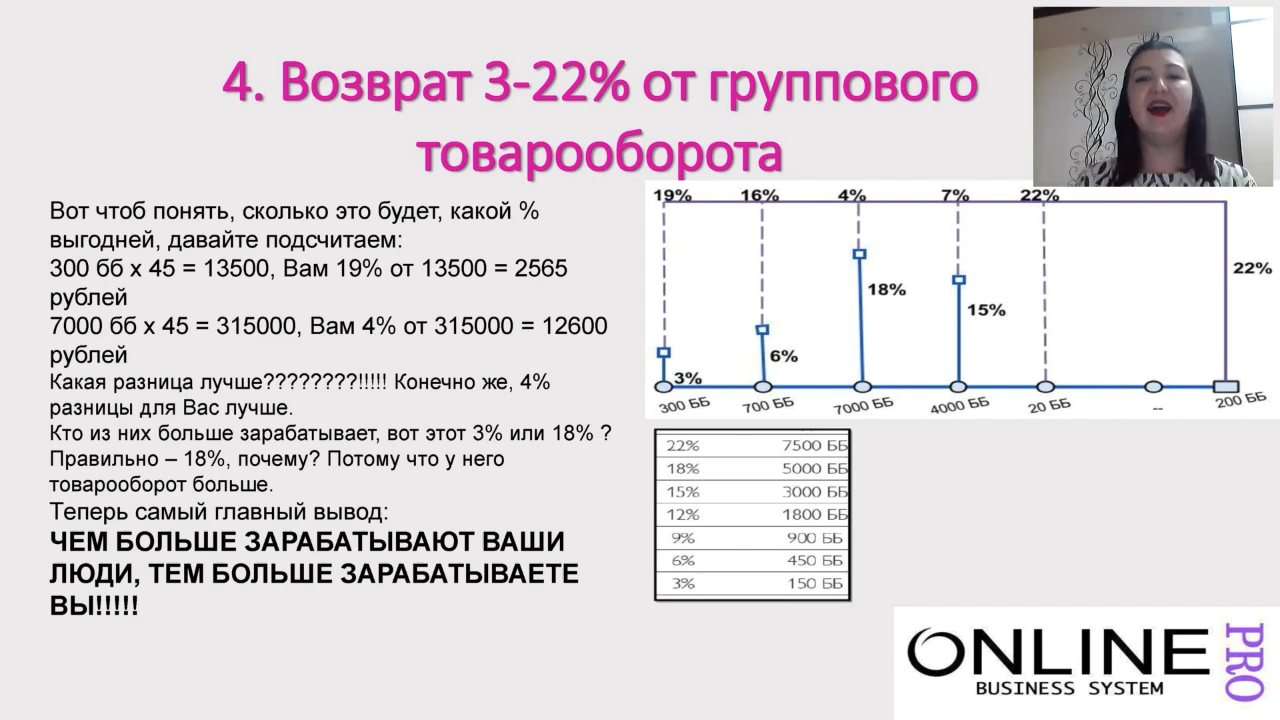 4. Возврат 3-22% от группового
товарооборота
Вот чтоб понять, сколько это будет, какой %
выгодней, давайте подсчитаем:
300 бб х 45 = 13500, Вам 19% от 13500 = 2565
рублей
7000 бб х 45 = 315000, Вам 4% от 315000 = 12600
рублей
Какая разница лучше????????!!!!! Конечно же, 4%
разницы для Вас лучше.
Кто из них больше зарабатывает, вот этот 3% или 18% ?
Правильно – 18%, почему? Потому что у него
товарооборот больше.
Теперь самый главный вывод:
ЧЕМ БОЛЬШЕ ЗАРАБАТЫВАЮТ ВАШИ
ЛЮДИ, ТЕМ БОЛЬШЕ ЗАРАБАТЫВАЕТЕ
ВЫ!!!!!
19% 16% 4% 7% 22%
22%
18%
15%
6%
3%
300 ББ 700 ББ 7000 ББ 4000 ББ 20 ББ -- 200 ББ
22% 7500 ББ
18% 5000 ББ
15% 3000 ББ
12% 1800 ББ
9% 900 ББ
6% 450 ББ
3% 150 ББ
ONLINE PRO
BUSINESS SYSTEM